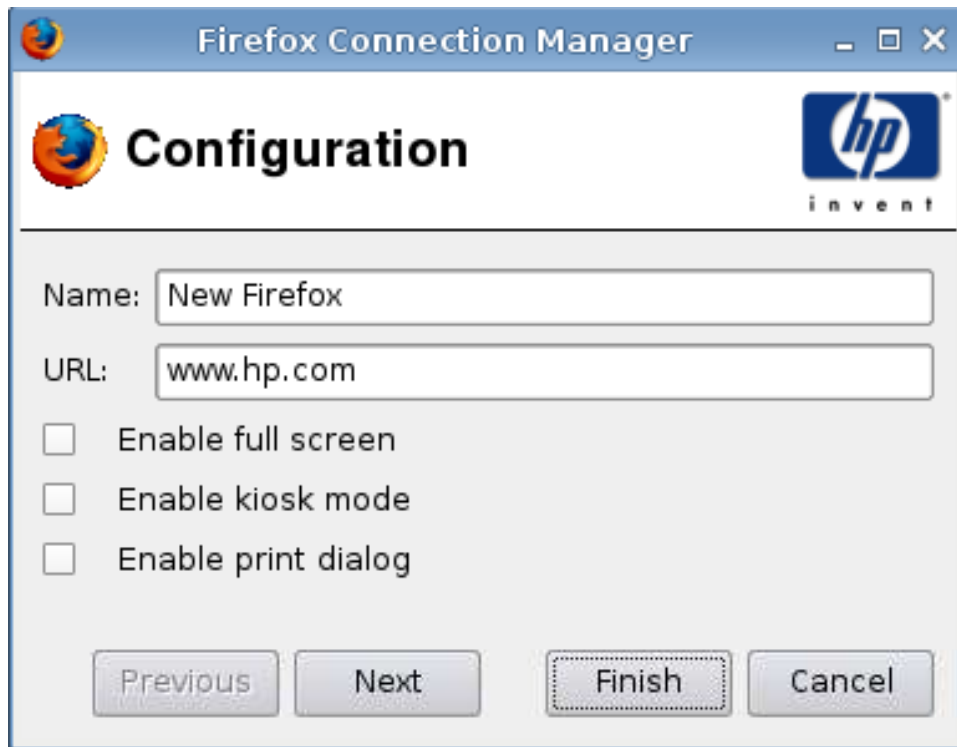 Firefox Connection Manager
Configuration
hp
invent
Name: New Firefox
URL: www.hp.com
Enable full screen
Enable kiosk mode
Enable print dialog
Previous Next Finish Cancel